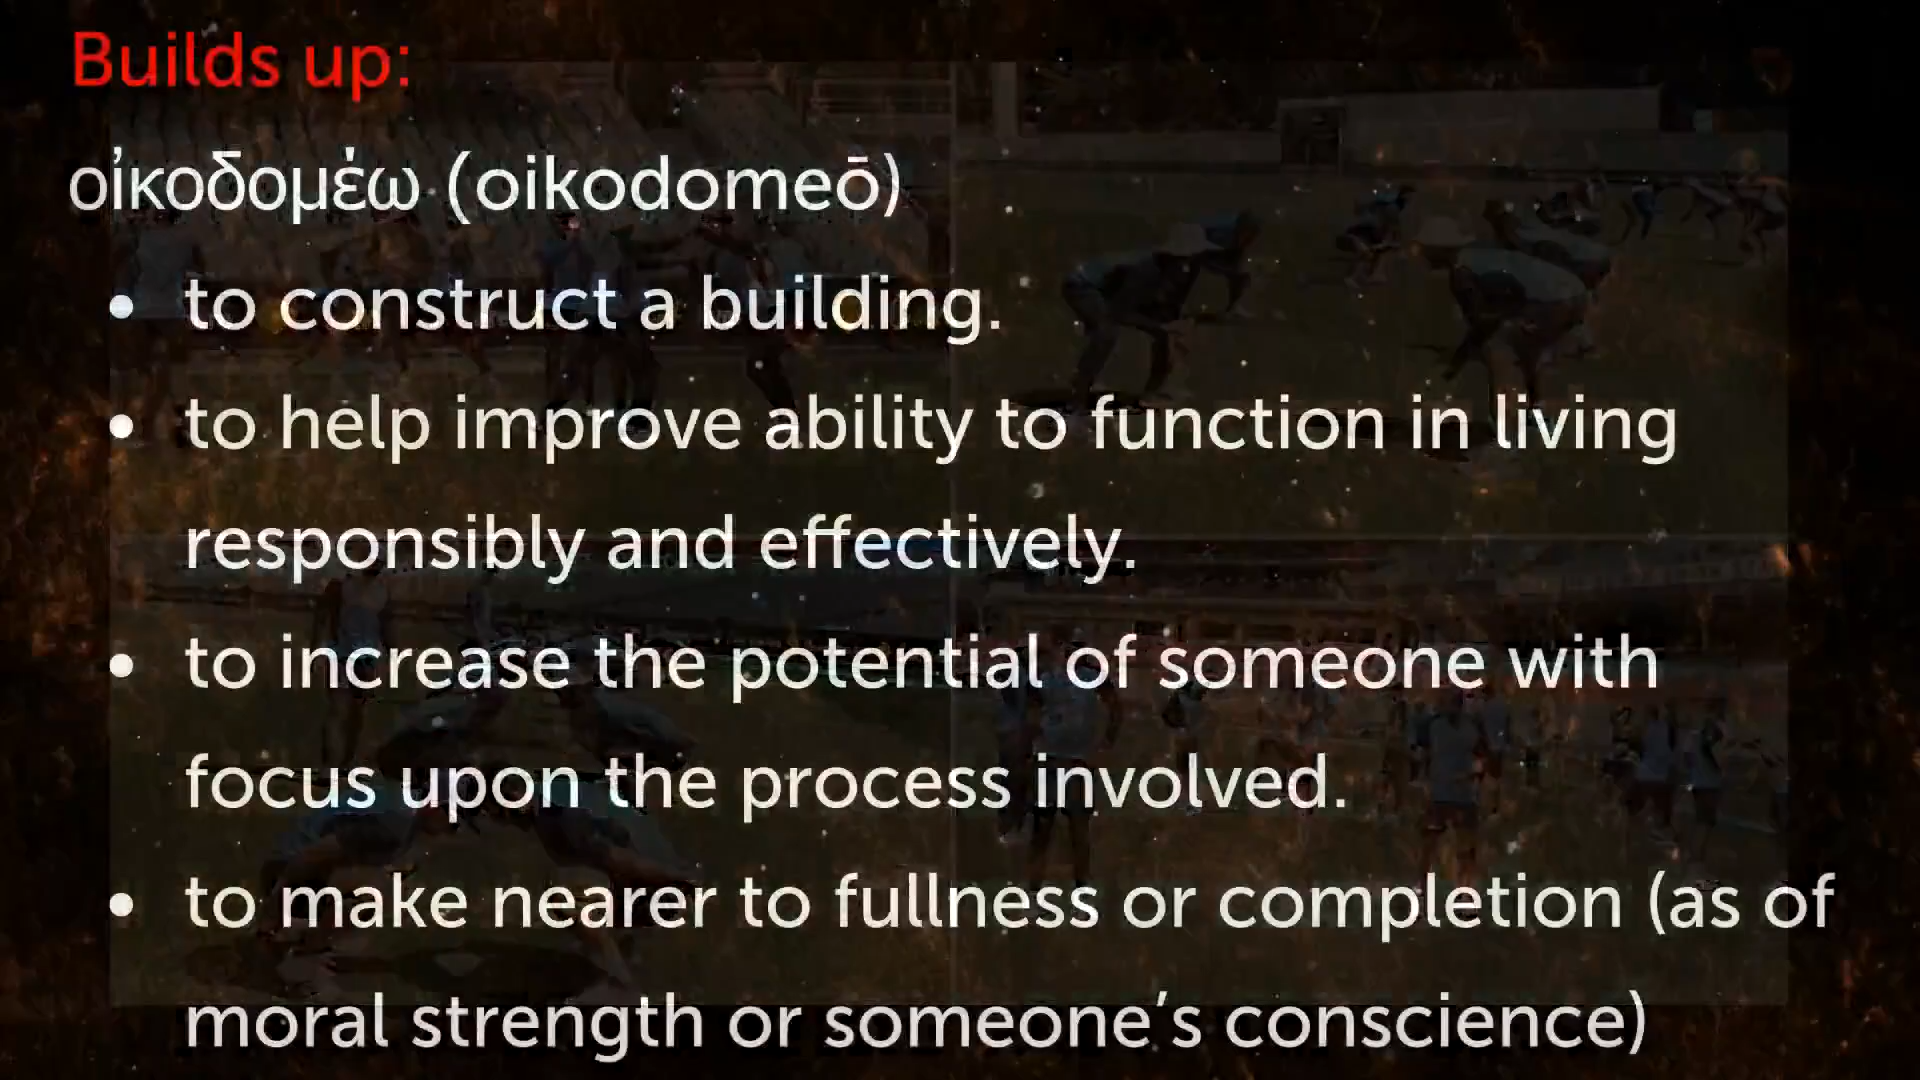 Builds up:
οἰκοδομέω (oikodomeō)
• to construct a building.
• to help improve ability to function in living
responsibly and effectively.
• to increase the potential of someone with
focus upon the process involved.
• to make nearer to fullness or completion (as of
moral strength or someone’s conscience)